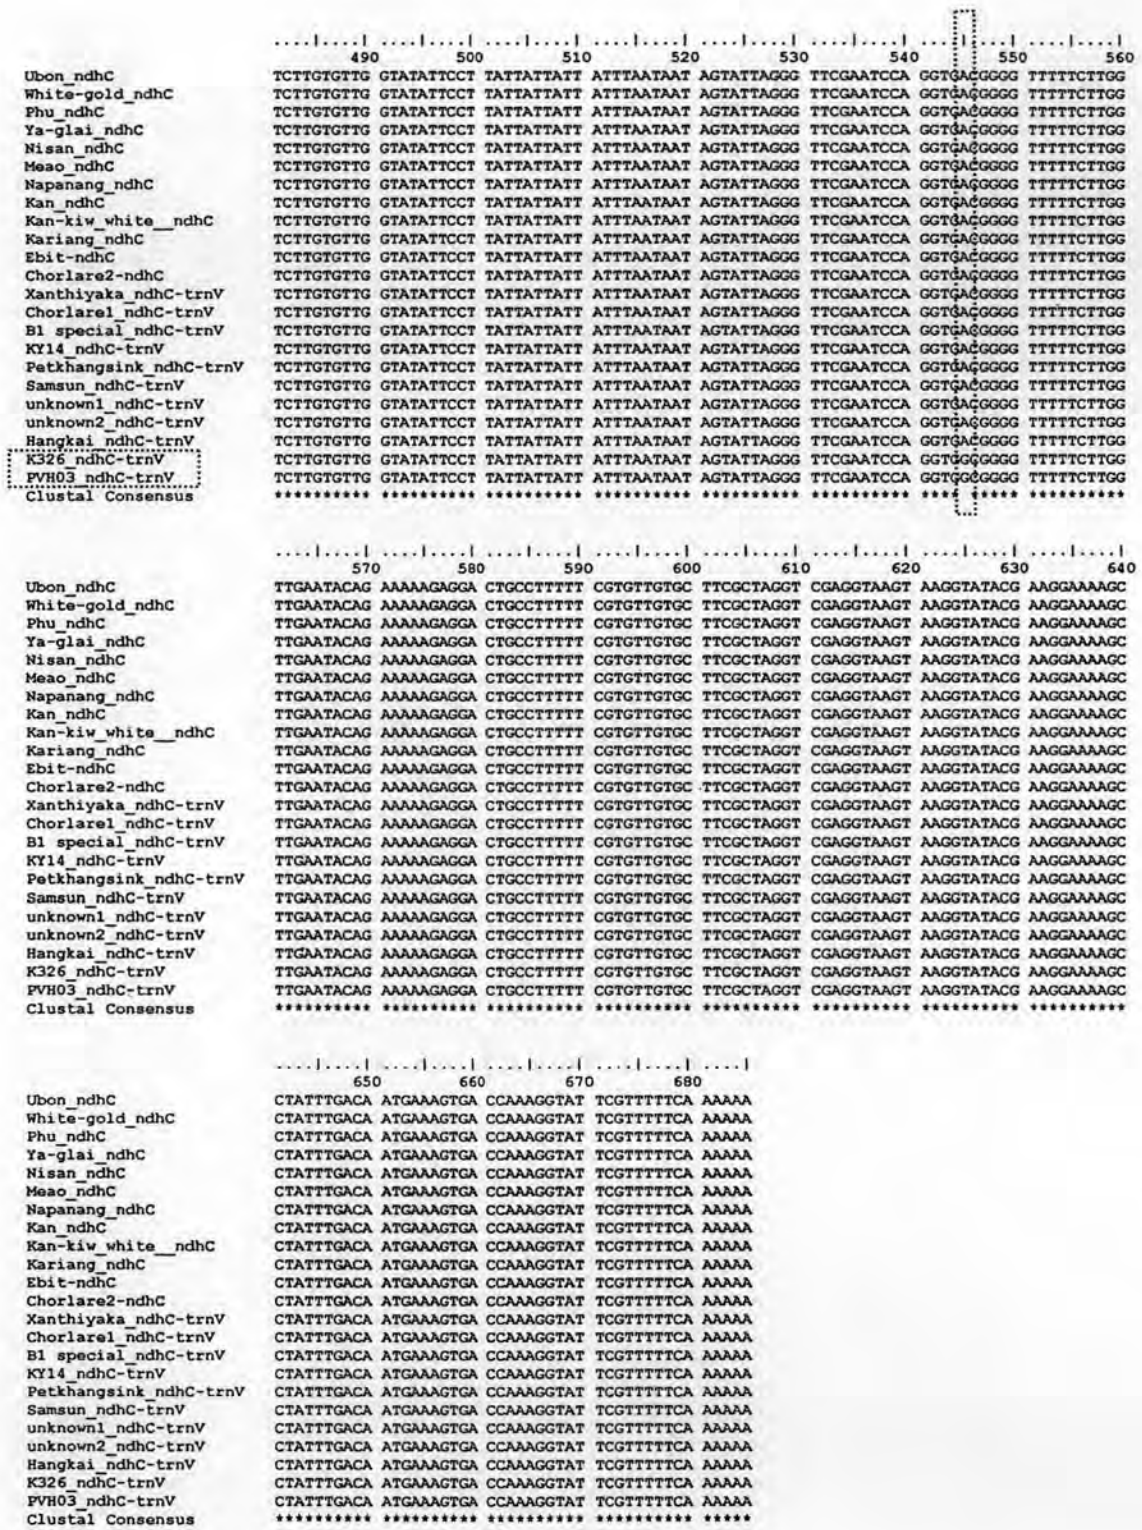 ....|....| ....|....| ....|....| ....|....| ....|....| ....|....| ....|....| ....|....|
490 500 510 520 530 540 550 560
Ubon_ndhC TCTTGTGTTG GTATATTCCT TATTATTATT ATTTAATAAT AGTATTAGGG TTCGAATCCA GGTGACGGGG TTTTTCTTGG
White-gold_ndhC TCTTGTGTTG GTATATTCCT TATTATTATT ATTTAATAAT AGTATTAGGG TTCGAATCCA GGTGACGGGG TTTTTCTTGG
Phu_ndhC TCTTGTGTTG GTATATTCCT TATTATTATT ATTTAATAAT AGTATTAGGG TTCGAATCCA GGTGACGGGG TTTTTCTTGG
Ya-glai_ndhC TCTTGTGTTG GTATATTCCT TATTATTATT ATTTAATAAT AGTATTAGGG TTCGAATCCA GGTGACGGGG TTTTTCTTGG
Nisan_ndhC TCTTGTGTTG GTATATTCCT TATTATTATT ATTTAATAAT AGTATTAGGG TTCGAATCCA GGTGACGGGG TTTTTCTTGG
Meao_ndhC TCTTGTGTTG GTATATTCCT TATTATTATT ATTTAATAAT AGTATTAGGG TTCGAATCCA GGTGACGGGG TTTTTCTTGG
Napanang_ndhC TCTTGTGTTG GTATATTCCT TATTATTATT ATTTAATAAT AGTATTAGGG TTCGAATCCA GGTGACGGGG TTTTTCTTGG
Kan_ndhC TCTTGTGTTG GTATATTCCT TATTATTATT ATTTAATAAT AGTATTAGGG TTCGAATCCA GGTGACGGGG TTTTTCTTGG
Kan-kiw_white__ndhC TCTTGTGTTG GTATATTCCT TATTATTATT ATTTAATAAT AGTATTAGGG TTCGAATCCA GGTGACGGGG TTTTTCTTGG
Kariang_ndhC TCTTGTGTTG GTATATTCCT TATTATTATT ATTTAATAAT AGTATTAGGG TTCGAATCCA GGTGACGGGG TTTTTCTTGG
Ebit-ndhC TCTTGTGTTG GTATATTCCT TATTATTATT ATTTAATAAT AGTATTAGGG TTCGAATCCA GGTGACGGGG TTTTTCTTGG
Chorlare2-ndhC TCTTGTGTTG GTATATTCCT TATTATTATT ATTTAATAAT AGTATTAGGG TTCGAATCCA GGTGACGGGG TTTTTCTTGG
Xanthiyaka_ndhC-trnV TCTTGTGTTG GTATATTCCT TATTATTATT ATTTAATAAT AGTATTAGGG TTCGAATCCA GGTGACGGGG TTTTTCTTGG
Chorlare1_ndhC-trnV TCTTGTGTTG GTATATTCCT TATTATTATT ATTTAATAAT AGTATTAGGG TTCGAATCCA GGTGACGGGG TTTTTCTTGG
B1 special_ndhC-trnV TCTTGTGTTG GTATATTCCT TATTATTATT ATTTAATAAT AGTATTAGGG TTCGAATCCA GGTGACGGGG TTTTTCTTGG
KY14_ndhC-trnV TCTTGTGTTG GTATATTCCT TATTATTATT ATTTAATAAT AGTATTAGGG TTCGAATCCA GGTGACGGGG TTTTTCTTGG
Petkhangsink_ndhC-trnV TCTTGTGTTG GTATATTCCT TATTATTATT ATTTAATAAT AGTATTAGGG TTCGAATCCA GGTGACGGGG TTTTTCTTGG
Samsun_ndhC-trnV TCTTGTGTTG GTATATTCCT TATTATTATT ATTTAATAAT AGTATTAGGG TTCGAATCCA GGTGACGGGG TTTTTCTTGG
unknown1_ndhC-trnV TCTTGTGTTG GTATATTCCT TATTATTATT ATTTAATAAT AGTATTAGGG TTCGAATCCA GGTGACGGGG TTTTTCTTGG
unknown2_ndhC-trnV TCTTGTGTTG GTATATTCCT TATTATTATT ATTTAATAAT AGTATTAGGG TTCGAATCCA GGTGACGGGG TTTTTCTTGG
Hangkai_ndhC-trnV TCTTGTGTTG GTATATTCCT TATTATTATT ATTTAATAAT AGTATTAGGG TTCGAATCCA GGTGACGGGG TTTTTCTTGG
K326_ndhC-trnV TCTTGTGTTG GTATATTCCT TATTATTATT ATTTAATAAT AGTATTAGGG TTCGAATCCA GGTGGCGGGG TTTTTCTTGG
PVH03_ndhC-trnV TCTTGTGTTG GTATATTCCT TATTATTATT ATTTAATAAT AGTATTAGGG TTCGAATCCA GGTGGCGGGG TTTTTCTTGG
Clustal Consensus ********** ********** ********** ********** ********** ********** **** ***** **********
....|....| ....|....| ....|....| ....|....| ....|....| ....|....| ....|....| ....|....|
570 580 590 600 610 620 630 640
Ubon_ndhC TTGAATACAG AAAAAGAGGA CTGCCTTTTT CGTGTTGTGC TTCGCTAGGT CGAGGTAAGT AAGGTATACG AAGGAAAAGC
White-gold_ndhC TTGAATACAG AAAAAGAGGA CTGCCTTTTT CGTGTTGTGC TTCGCTAGGT CGAGGTAAGT AAGGTATACG AAGGAAAAGC
Phu_ndhC TTGAATACAG AAAAAGAGGA CTGCCTTTTT CGTGTTGTGC TTCGCTAGGT CGAGGTAAGT AAGGTATACG AAGGAAAAGC
Ya-glai_ndhC TTGAATACAG AAAAAGAGGA CTGCCTTTTT CGTGTTGTGC TTCGCTAGGT CGAGGTAAGT AAGGTATACG AAGGAAAAGC
Nisan_ndhC TTGAATACAG AAAAAGAGGA CTGCCTTTTT CGTGTTGTGC TTCGCTAGGT CGAGGTAAGT AAGGTATACG AAGGAAAAGC
Meao_ndhC TTGAATACAG AAAAAGAGGA CTGCCTTTTT CGTGTTGTGC TTCGCTAGGT CGAGGTAAGT AAGGTATACG AAGGAAAAGC
Napanang_ndhC TTGAATACAG AAAAAGAGGA CTGCCTTTTT CGTGTTGTGC TTCGCTAGGT CGAGGTAAGT AAGGTATACG AAGGAAAAGC
Kan_ndhC TTGAATACAG AAAAAGAGGA CTGCCTTTTT CGTGTTGTGC TTCGCTAGGT CGAGGTAAGT AAGGTATACG AAGGAAAAGC
Kan-kiw_white__ndhC TTGAATACAG AAAAAGAGGA CTGCCTTTTT CGTGTTGTGC TTCGCTAGGT CGAGGTAAGT AAGGTATACG AAGGAAAAGC
Kariang_ndhC TTGAATACAG AAAAAGAGGA CTGCCTTTTT CGTGTTGTGC TTCGCTAGGT CGAGGTAAGT AAGGTATACG AAGGAAAAGC
Ebit-ndhC TTGAATACAG AAAAAGAGGA CTGCCTTTTT CGTGTTGTGC TTCGCTAGGT CGAGGTAAGT AAGGTATACG AAGGAAAAGC
Chorlare2-ndhC TTGAATACAG AAAAAGAGGA CTGCCTTTTT CGTGTTGTGC TTCGCTAGGT CGAGGTAAGT AAGGTATACG AAGGAAAAGC
Xanthiyaka_ndhC-trnV TTGAATACAG AAAAAGAGGA CTGCCTTTTT CGTGTTGTGC TTCGCTAGGT CGAGGTAAGT AAGGTATACG AAGGAAAAGC
Chorlare1_ndhC-trnV TTGAATACAG AAAAAGAGGA CTGCCTTTTT CGTGTTGTGC TTCGCTAGGT CGAGGTAAGT AAGGTATACG AAGGAAAAGC
B1 special_ndhC-trnV TTGAATACAG AAAAAGAGGA CTGCCTTTTT CGTGTTGTGC TTCGCTAGGT CGAGGTAAGT AAGGTATACG AAGGAAAAGC
KY14_ndhC-trnV TTGAATACAG AAAAAGAGGA CTGCCTTTTT CGTGTTGTGC TTCGCTAGGT CGAGGTAAGT AAGGTATACG AAGGAAAAGC
Petkhangsink_ndhC-trnV TTGAATACAG AAAAAGAGGA CTGCCTTTTT CGTGTTGTGC TTCGCTAGGT CGAGGTAAGT AAGGTATACG AAGGAAAAGC
Samsun_ndhC-trnV TTGAATACAG AAAAAGAGGA CTGCCTTTTT CGTGTTGTGC TTCGCTAGGT CGAGGTAAGT AAGGTATACG AAGGAAAAGC
unknown1_ndhC-trnV TTGAATACAG AAAAAGAGGA CTGCCTTTTT CGTGTTGTGC TTCGCTAGGT CGAGGTAAGT AAGGTATACG AAGGAAAAGC
unknown2_ndhC-trnV TTGAATACAG AAAAAGAGGA CTGCCTTTTT CGTGTTGTGC TTCGCTAGGT CGAGGTAAGT AAGGTATACG AAGGAAAAGC
Hangkai_ndhC-trnV TTGAATACAG AAAAAGAGGA CTGCCTTTTT CGTGTTGTGC TTCGCTAGGT CGAGGTAAGT AAGGTATACG AAGGAAAAGC
K326_ndhC-trnV TTGAATACAG AAAAAGAGGA CTGCCTTTTT CGTGTTGTGC TTCGCTAGGT CGAGGTAAGT AAGGTATACG AAGGAAAAGC
PVH03_ndhC-trnV TTGAATACAG AAAAAGAGGA CTGCCTTTTT CGTGTTGTGC TTCGCTAGGT CGAGGTAAGT AAGGTATACG AAGGAAAAGC
Clustal Consensus ********** ********** ********** ********** ********** ********** ********** **********
....|....| ....|....| ....|....| ....|....| ....|
650 660 670 680
Ubon_ndhC CTATTTGACA ATGAAAGTGA CCAAAGGTAT TCGTTTTTCA AAAAA
White-gold_ndhC CTATTTGACA ATGAAAGTGA CCAAAGGTAT TCGTTTTTCA AAAAA
Phu_ndhC CTATTTGACA ATGAAAGTGA CCAAAGGTAT TCGTTTTTCA AAAAA
Ya-glai_ndhC CTATTTGACA ATGAAAGTGA CCAAAGGTAT TCGTTTTTCA AAAAA
Nisan_ndhC CTATTTGACA ATGAAAGTGA CCAAAGGTAT TCGTTTTTCA AAAAA
Meao_ndhC CTATTTGACA ATGAAAGTGA CCAAAGGTAT TCGTTTTTCA AAAAA
Napanang_ndhC CTATTTGACA ATGAAAGTGA CCAAAGGTAT TCGTTTTTCA AAAAA
Kan_ndhC CTATTTGACA ATGAAAGTGA CCAAAGGTAT TCGTTTTTCA AAAAA
Kan-kiw_white__ndhC CTATTTGACA ATGAAAGTGA CCAAAGGTAT TCGTTTTTCA AAAAA
Kariang_ndhC CTATTTGACA ATGAAAGTGA CCAAAGGTAT TCGTTTTTCA AAAAA
Ebit-ndhC CTATTTGACA ATGAAAGTGA CCAAAGGTAT TCGTTTTTCA AAAAA
Chorlare2-ndhC CTATTTGACA ATGAAAGTGA CCAAAGGTAT TCGTTTTTCA AAAAA
Xanthiyaka_ndhC-trnV CTATTTGACA ATGAAAGTGA CCAAAGGTAT TCGTTTTTCA AAAAA
Chorlare1_ndhC-trnV CTATTTGACA ATGAAAGTGA CCAAAGGTAT TCGTTTTTCA AAAAA
B1 special_ndhC-trnV CTATTTGACA ATGAAAGTGA CCAAAGGTAT TCGTTTTTCA AAAAA
KY14_ndhC-trnV CTATTTGACA ATGAAAGTGA CCAAAGGTAT TCGTTTTTCA AAAAA
Petkhangsink_ndhC-trnV CTATTTGACA ATGAAAGTGA CCAAAGGTAT TCGTTTTTCA AAAAA
Samsun_ndhC-trnV CTATTTGACA ATGAAAGTGA CCAAAGGTAT TCGTTTTTCA AAAAA
unknown1_ndhC-trnV CTATTTGACA ATGAAAGTGA CCAAAGGTAT TCGTTTTTCA AAAAA
unknown2_ndhC-trnV CTATTTGACA ATGAAAGTGA CCAAAGGTAT TCGTTTTTCA AAAAA
Hangkai_ndhC-trnV CTATTTGACA ATGAAAGTGA CCAAAGGTAT TCGTTTTTCA AAAAA
K326_ndhC-trnV CTATTTGACA ATGAAAGTGA CCAAAGGTAT TCGTTTTTCA AAAAA
PVH03_ndhC-trnV CTATTTGACA ATGAAAGTGA CCAAAGGTAT TCGTTTTTCA AAAAA
Clustal Consensus ********** ********** ********** ********** *****